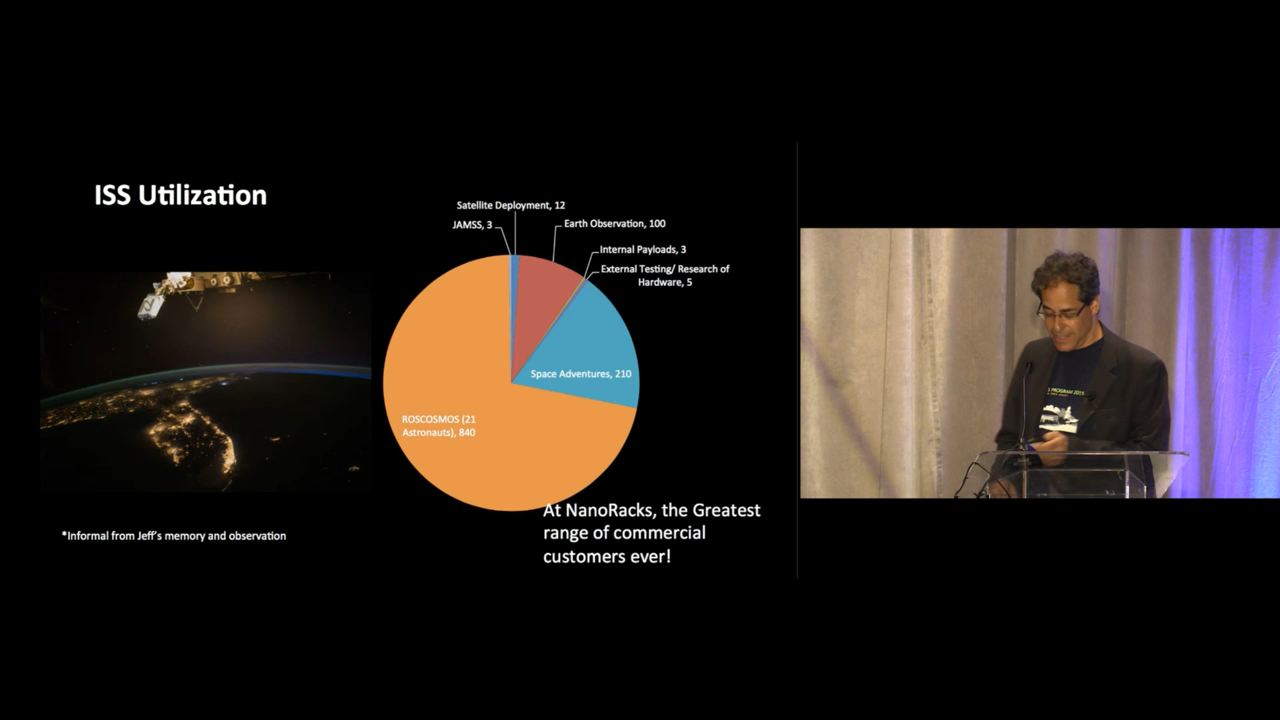 ISS Utilization
Satellite Deployment, 12
JAMSS, 3
Earth Observation, 100
Internal Payloads, 3
External Testing/ Research of
Hardware, 5
Space Adventures, 210
ROSCOSMOS (21
Astronauts), 840
At NanoRacks, the Greatest
range of commercial
customers ever!
*Informal from Jeff's memory and observation
PROGRAM 2015